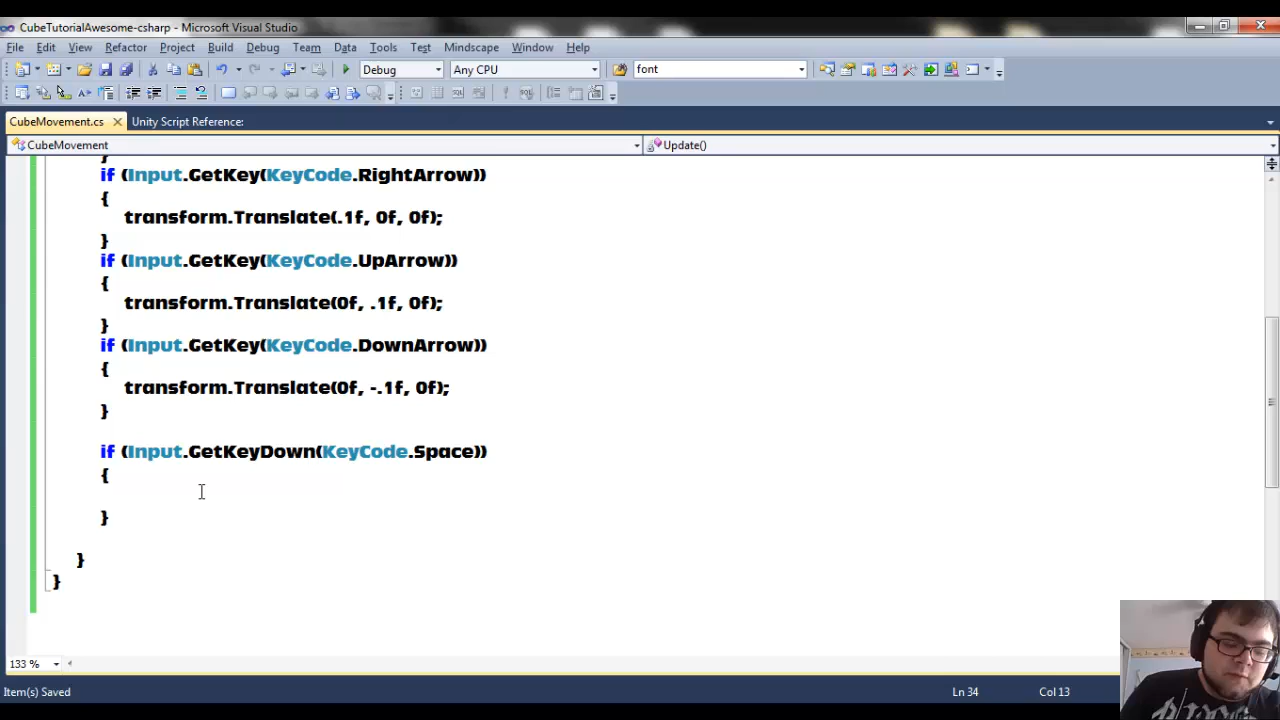 CubeTutorialAwesome-csharp - Microsoft Visual Studio
File Edit View Refactor Project Build Debug Team Data Tools Test Mindscape Window Help
Debug Any CPU font
CubeMovement.cs Unity Script Reference:
CubeMovement Update()
}
if (Input.GetKey(KeyCode.RightArrow))
{
transform.Translate(.1f, 0f, 0f);
}
if (Input.GetKey(KeyCode.UpArrow))
{
transform.Translate(0f, .1f, 0f);
}
if (Input.GetKey(KeyCode.DownArrow))
{
transform.Translate(0f, -.1f, 0f);
}
if (Input.GetKeyDown(KeyCode.Space))
{
}
}
}
133 %
Item(s) Saved Ln 34 Col 13